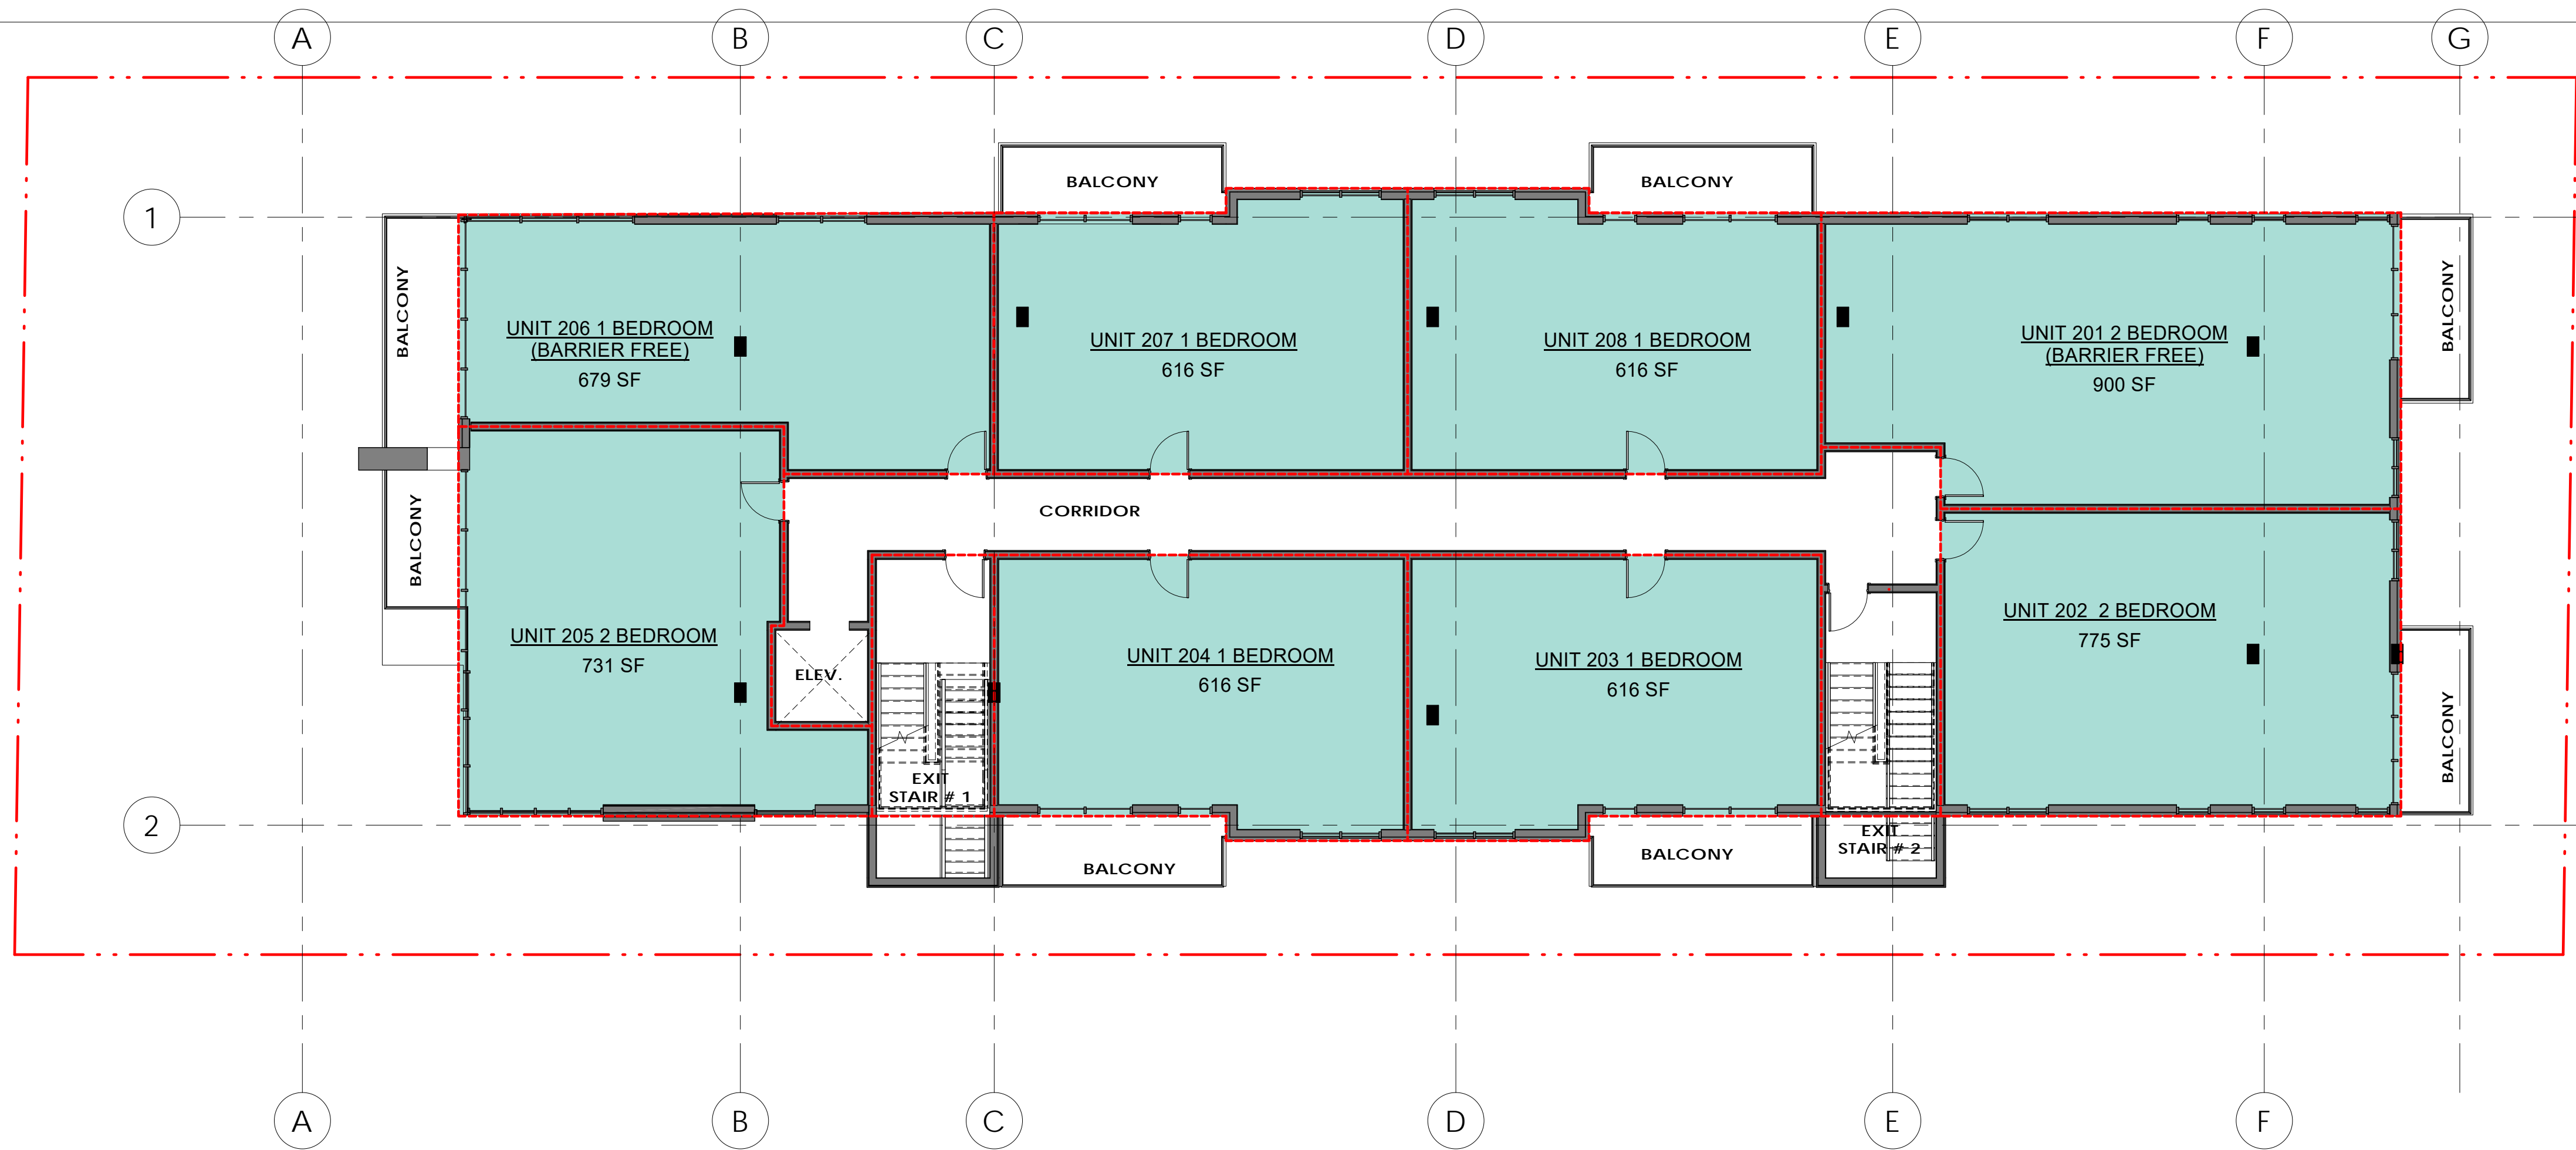 A
B
C
D
E
F
G
BALCONY
BALCONY
1
BALCONY
BALCONY
UNIT 206 1 BEDROOM
(BARRIER FREE)
679 SF
UNIT 207 1 BEDROOM
616 SF
UNIT 208 1 BEDROOM
616 SF
UNIT 201 2 BEDROOM
(BARRIER FREE)
900 SF
BALCONY
CORRIDOR
UNIT 205 2 BEDROOM
731 SF
ELEV.
UNIT 204 1 BEDROOM
616 SF
UNIT 203 1 BEDROOM
616 SF
UNIT 202 2 BEDROOM
775 SF
BALCONY
EXIT
STAIR # 1
2
EXIT
STAIR # 2
BALCONY
BALCONY
A
B
C
D
E
F